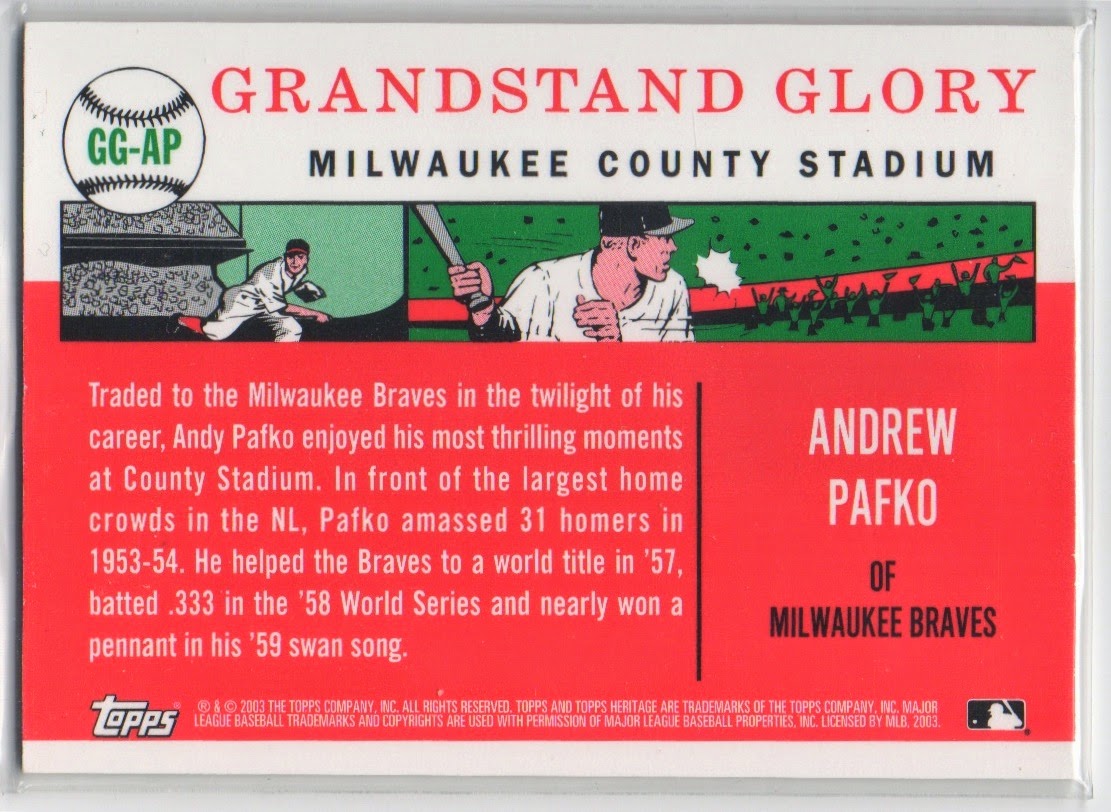 GRANDSTAND GLORY
GG-AP
MILWAUKEE COUNTY STADIUM
Traded to the Milwaukee Braves in the twilight of his
career, Andy Pafko enjoyed his most thrilling moments
at County Stadium. In front of the largest home
crowds in the NL, Pafko amassed 31 homers in
1953-54. He helped the Braves to a world title in '57,
batted .333 in the '58 World Series and nearly won a
pennant in his '59 swan song.
ANDREW
PAFKO
OF
MILWAUKEE BRAVES
topps®
® & © 2003 THE TOPPS COMPANY, INC. ALL RIGHTS RESERVED. TOPPS AND TOPPS HERITAGE ARE TRADEMARKS OF THE TOPPS COMPANY, INC. MAJOR
LEAGUE BASEBALL TRADEMARKS AND COPYRIGHTS ARE USED WITH PERMISSION OF MAJOR LEAGUE BASEBALL PROPERTIES, INC. LICENSED BY MLB. 2003.